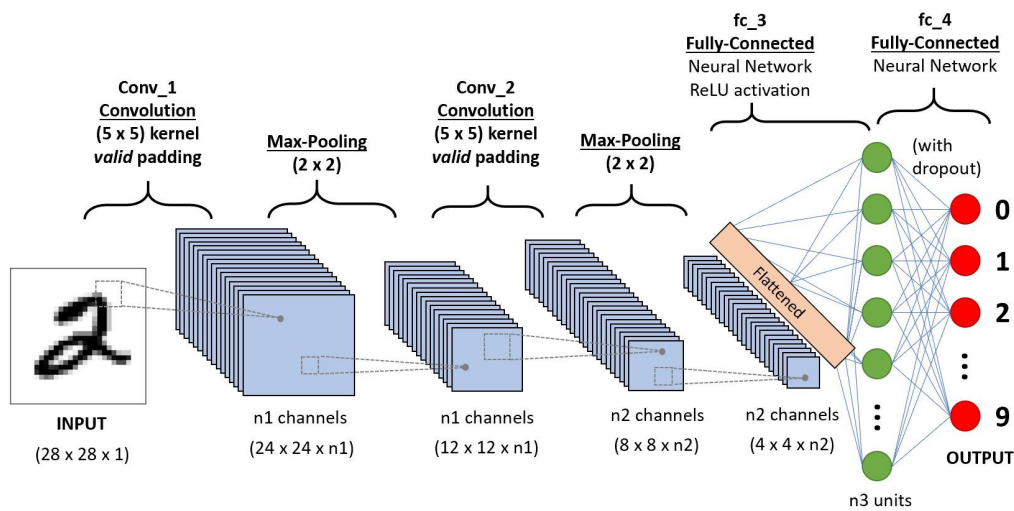 Conv_1
Convolution
(5 x 5) kernel
valid padding
Max-Pooling
(2 x 2)
Conv_2
Convolution
(5 x 5) kernel
valid padding
Max-Pooling
(2 x 2)
fc_3
Fully-Connected
Neural Network
ReLU activation
fc_4
Fully-Connected
Neural Network
(with
dropout)
2
INPUT
(28 x 28 x 1)
n1 channels
(24 x 24 x n1)
n1 channels
(12 x 12 x n1)
n2 channels
(8 x 8 x n2)
n2 channels
(4 x 4 x n2)
Flattened
n3 units
0
1
2
9
OUTPUT